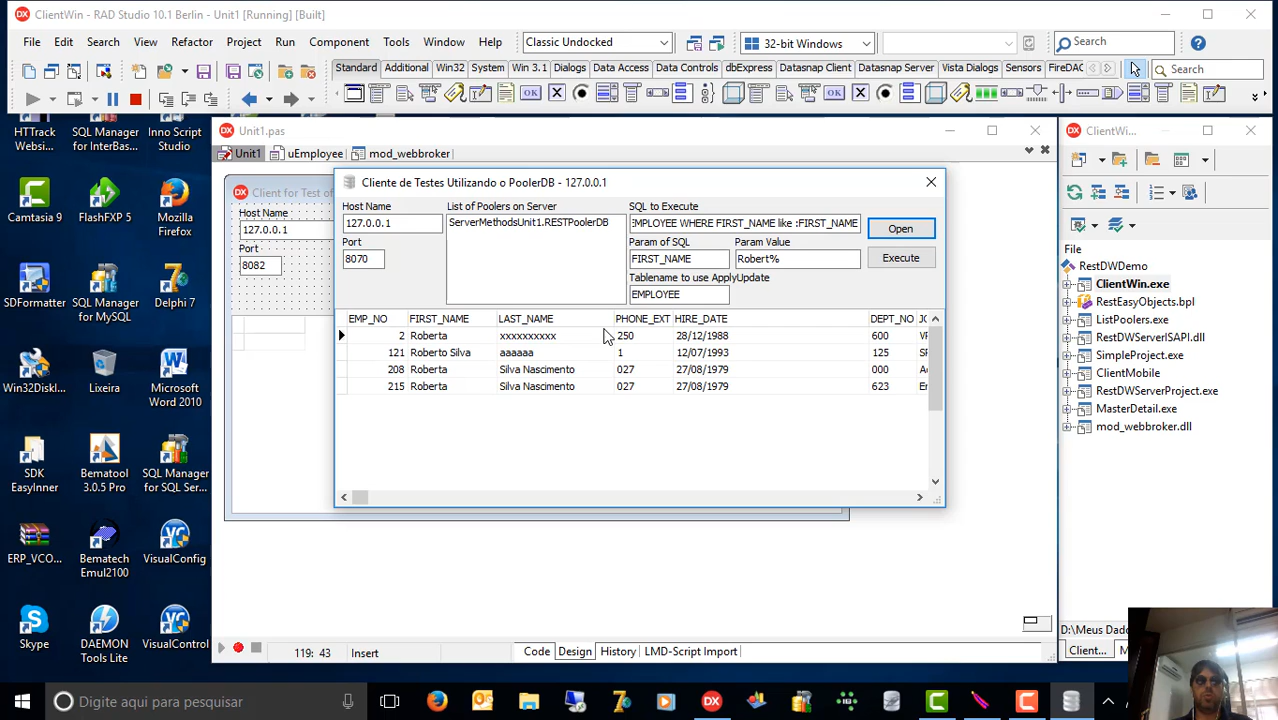 ClientWin - RAD Studio 10.1 Berlin - Unit1 [Running] [Built]
File Edit Search View Refactor Project Run Component Tools Window Help
Classic Undocked
32-bit Windows
Search
Standard Additional Win32 System Win 3.1 Dialogs Data Access Data Controls dbExpress Datasnap Client Datasnap Server Vista Dialogs Sensors FireDAC
Search
HTTrack Websi...
SQL Manager for InterBas...
Inno Script Studio
Camtasia 9
FlashFXP 5
Mozilla Firefox
SDFormatter
SQL Manager for MySQL
Delphi 7
Win32Diskl...
Lixeira
Microsoft Word 2010
SDK EasyInner
Bematool 3.0.5 Pro
SQL Manager for SQL Ser...
ERP_VCO...
Bematech Emul2100
VisualConfig
Skype
DAEMON Tools Lite
VisualControl
Unit1.pas
Unit1 uEmployee mod_webbroker
Client for Test of
Host Name
127.0.0.1
Port
8082
Cliente de Testes Utilizando o PoolerDB - 127.0.0.1
Host Name List of Poolers on Server SQL to Execute
127.0.0.1 ServerMethodsUnit1.RESTPoolerDB MPLOYEE WHERE FIRST_NAME like :FIRST_NAME Open
Port Param of SQL Param Value
8070 FIRST_NAME Robert% Execute
Tablename to use ApplyUpdate
EMPLOYEE
EMP_NO FIRST_NAME LAST_NAME PHONE_EXT HIRE_DATE DEPT_NO JO
2 Roberta xxxxxxxxxx 250 28/12/1988 600 VP
121 Roberto Silva aaaaaa 1 12/07/1993 125 SR
208 Roberta Silva Nascimento 027 27/08/1979 000 A
215 Roberta Silva Nascimento 027 27/08/1979 623 En
119: 43 Insert Code Design History LMD-Script Import
ClientWin...
File
RestDWDemo
ClientWin.exe
RestEasyObjects.bpl
ListPoolers.exe
RestDWServerISAPI.dll
SimpleProject.exe
ClientMobile
RestDWServerProject.exe
MasterDetail.exe
mod_webbroker.dll
D:\Meus Dado
Client... M
Digite aqui para pesquisar